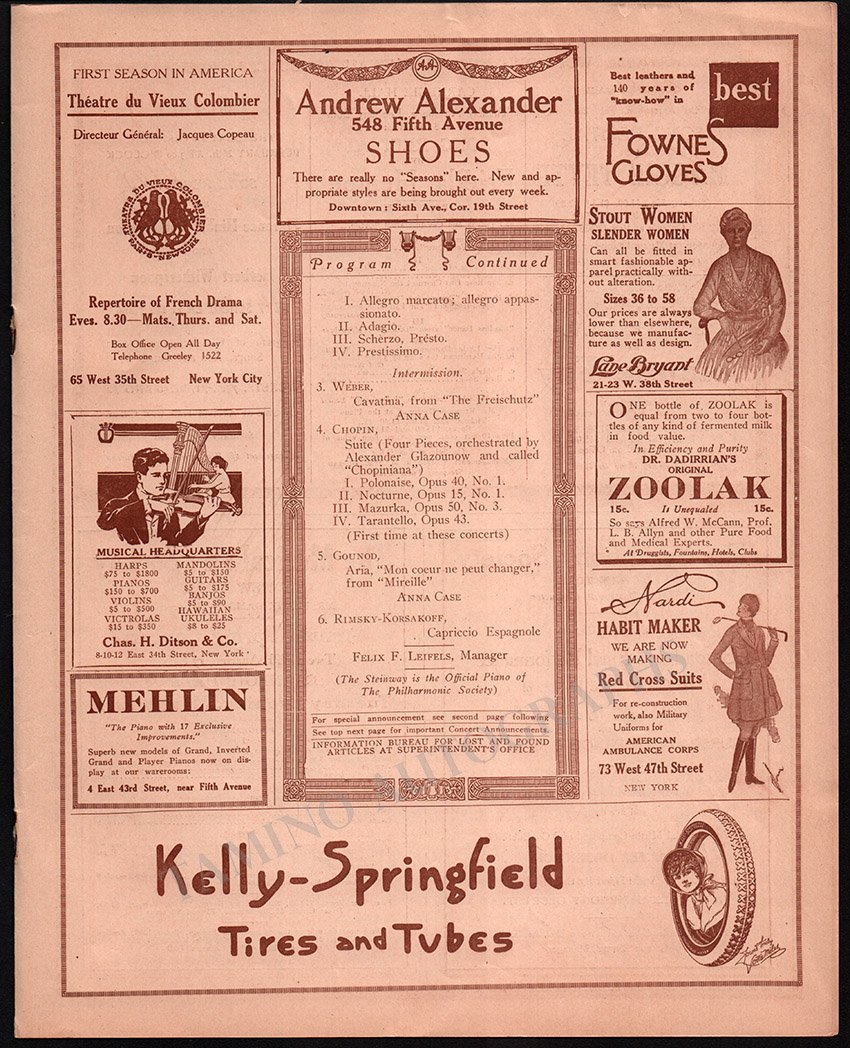 FIRST SEASON IN AMERICA
Théatre du Vieux Colombier
Directeur Général: Jacques Copeau
THEATRE DU VIEUX COLOMBIER
PARIS-NEW YORK
Repertoire of French Drama
Eves. 8.30—Mats. Thurs. and Sat.
Box Office Open All Day
Telephone Greeley 1522
65 West 35th Street New York City
MUSICAL HEADQUARTERS
HARPS
$75 to $1800
PIANOS
$150 to $700
VIOLINS
$5 to $500
VICTROLAS
$15 to $350
MANDOLINS
$5 to $150
GUITARS
$5 to $175
BANJOS
$5 to $90
HAWAIIAN
UKULELES
$8 to $25
Chas. H. Ditson & Co.
8-10-12 East 34th Street, New York
MEHLIN
"The Piano with 17 Exclusive
Improvements."
Superb new models of Grand, Inverted
Grand and Player Pianos now on dis-
play at our warerooms:
4 East 43rd Street, near Fifth Avenue
AA
Andrew Alexander
548 Fifth Avenue
SHOES
There are really no "Seasons" here. New and ap-
propriate styles are being brought out every week.
Downtown: Sixth Ave., Cor. 19th Street
Program Continued
I. Allegro marcato; allegro appas-
sionato.
II. Adagio.
III. Scherzo, Présto.
IV. Prestissimo.
Intermission.
3. Weber,
Cavatina, from "The Freischutz"
Anna Case
4. Chopin,
Suite (Four Pieces, orchestrated by
Alexander Glazounow and called
"Chopiniana")
I. Polonaise, Opus 40, No. 1.
II. Nocturne, Opus 15, No. 1.
III. Mazurka, Opus 50, No. 3.
IV. Tarantello, Opus 43.
(First time at these concerts)
5. Gounod,
Aria, "Mon coeur ne peut changer,"
from "Mireille"
Anna Case
6. Rimsky-Korsakoff,
Capriccio Espagnole
Felix F. Leifels, Manager
(The Steinway is the Official Piano of
The Philharmonic Society)
For special announcement see second page following
See top next page for important Concert Announcements.
INFORMATION BUREAU FOR LOST AND FOUND
ARTICLES AT SUPERINTENDENT'S OFFICE
Best leathers and
140 years of
"know-how" in
best
FOWNES
GLOVES
STOUT WOMEN
SLENDER WOMEN
Can all be fitted in
smart fashionable ap-
parel practically with-
out alteration.
Sizes 36 to 58
Our prices are always
lower than elsewhere,
because we manufac-
ture as well as design.
Lane Bryant
21-23 W. 38th Street
ONE bottle of ZOOLAK is
equal from two to four bot-
tles of any kind of fermented milk
in food value.
In Efficiency and Purity
DR. DADIRRIAN'S
ORIGINAL
ZOOLAK
15c. Is Unequaled 15c.
So says Alfred W. McCann, Prof.
L. B. Allyn and other Pure Food
and Medical Experts.
At Druggists, Fountains, Hotels, Clubs
Nardi
HABIT MAKER
WE ARE NOW
MAKING
Red Cross Suits
For re-construction
work, also Military
Uniforms for
AMERICAN
AMBULANCE CORPS
73 West 47th Street
NEW YORK
Kelly-Springfield
Tires and Tubes
TAMINO AUTOGRAPHS